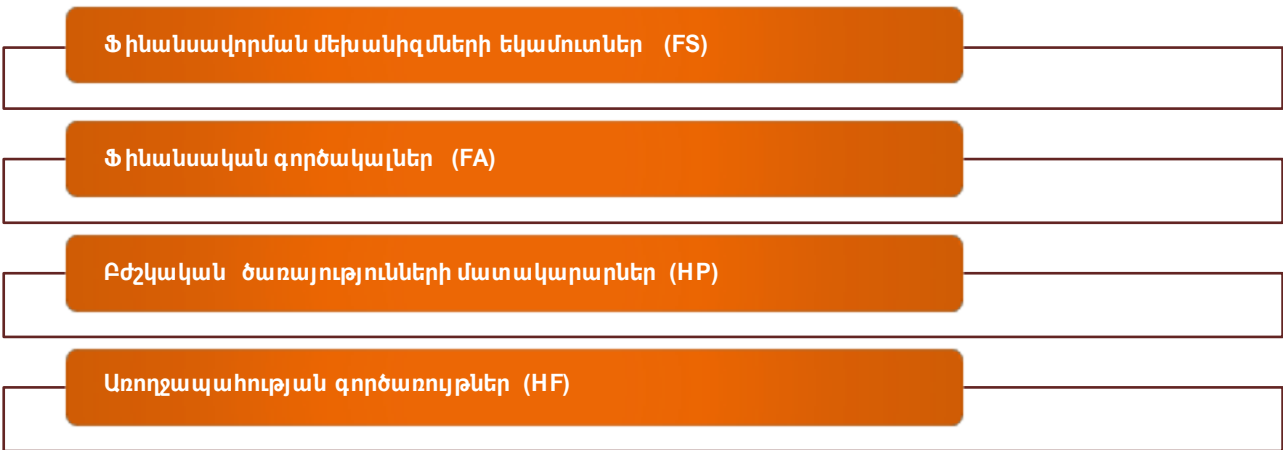 Ֆինանսավորման մեխանիզմների եկամուտներ (FS)
Ֆինանսական գործակալներ (FA)
Բժշկական ծառայությունների մատակարարներ (HP)
Առողջապահության գործառույթներ (HF)